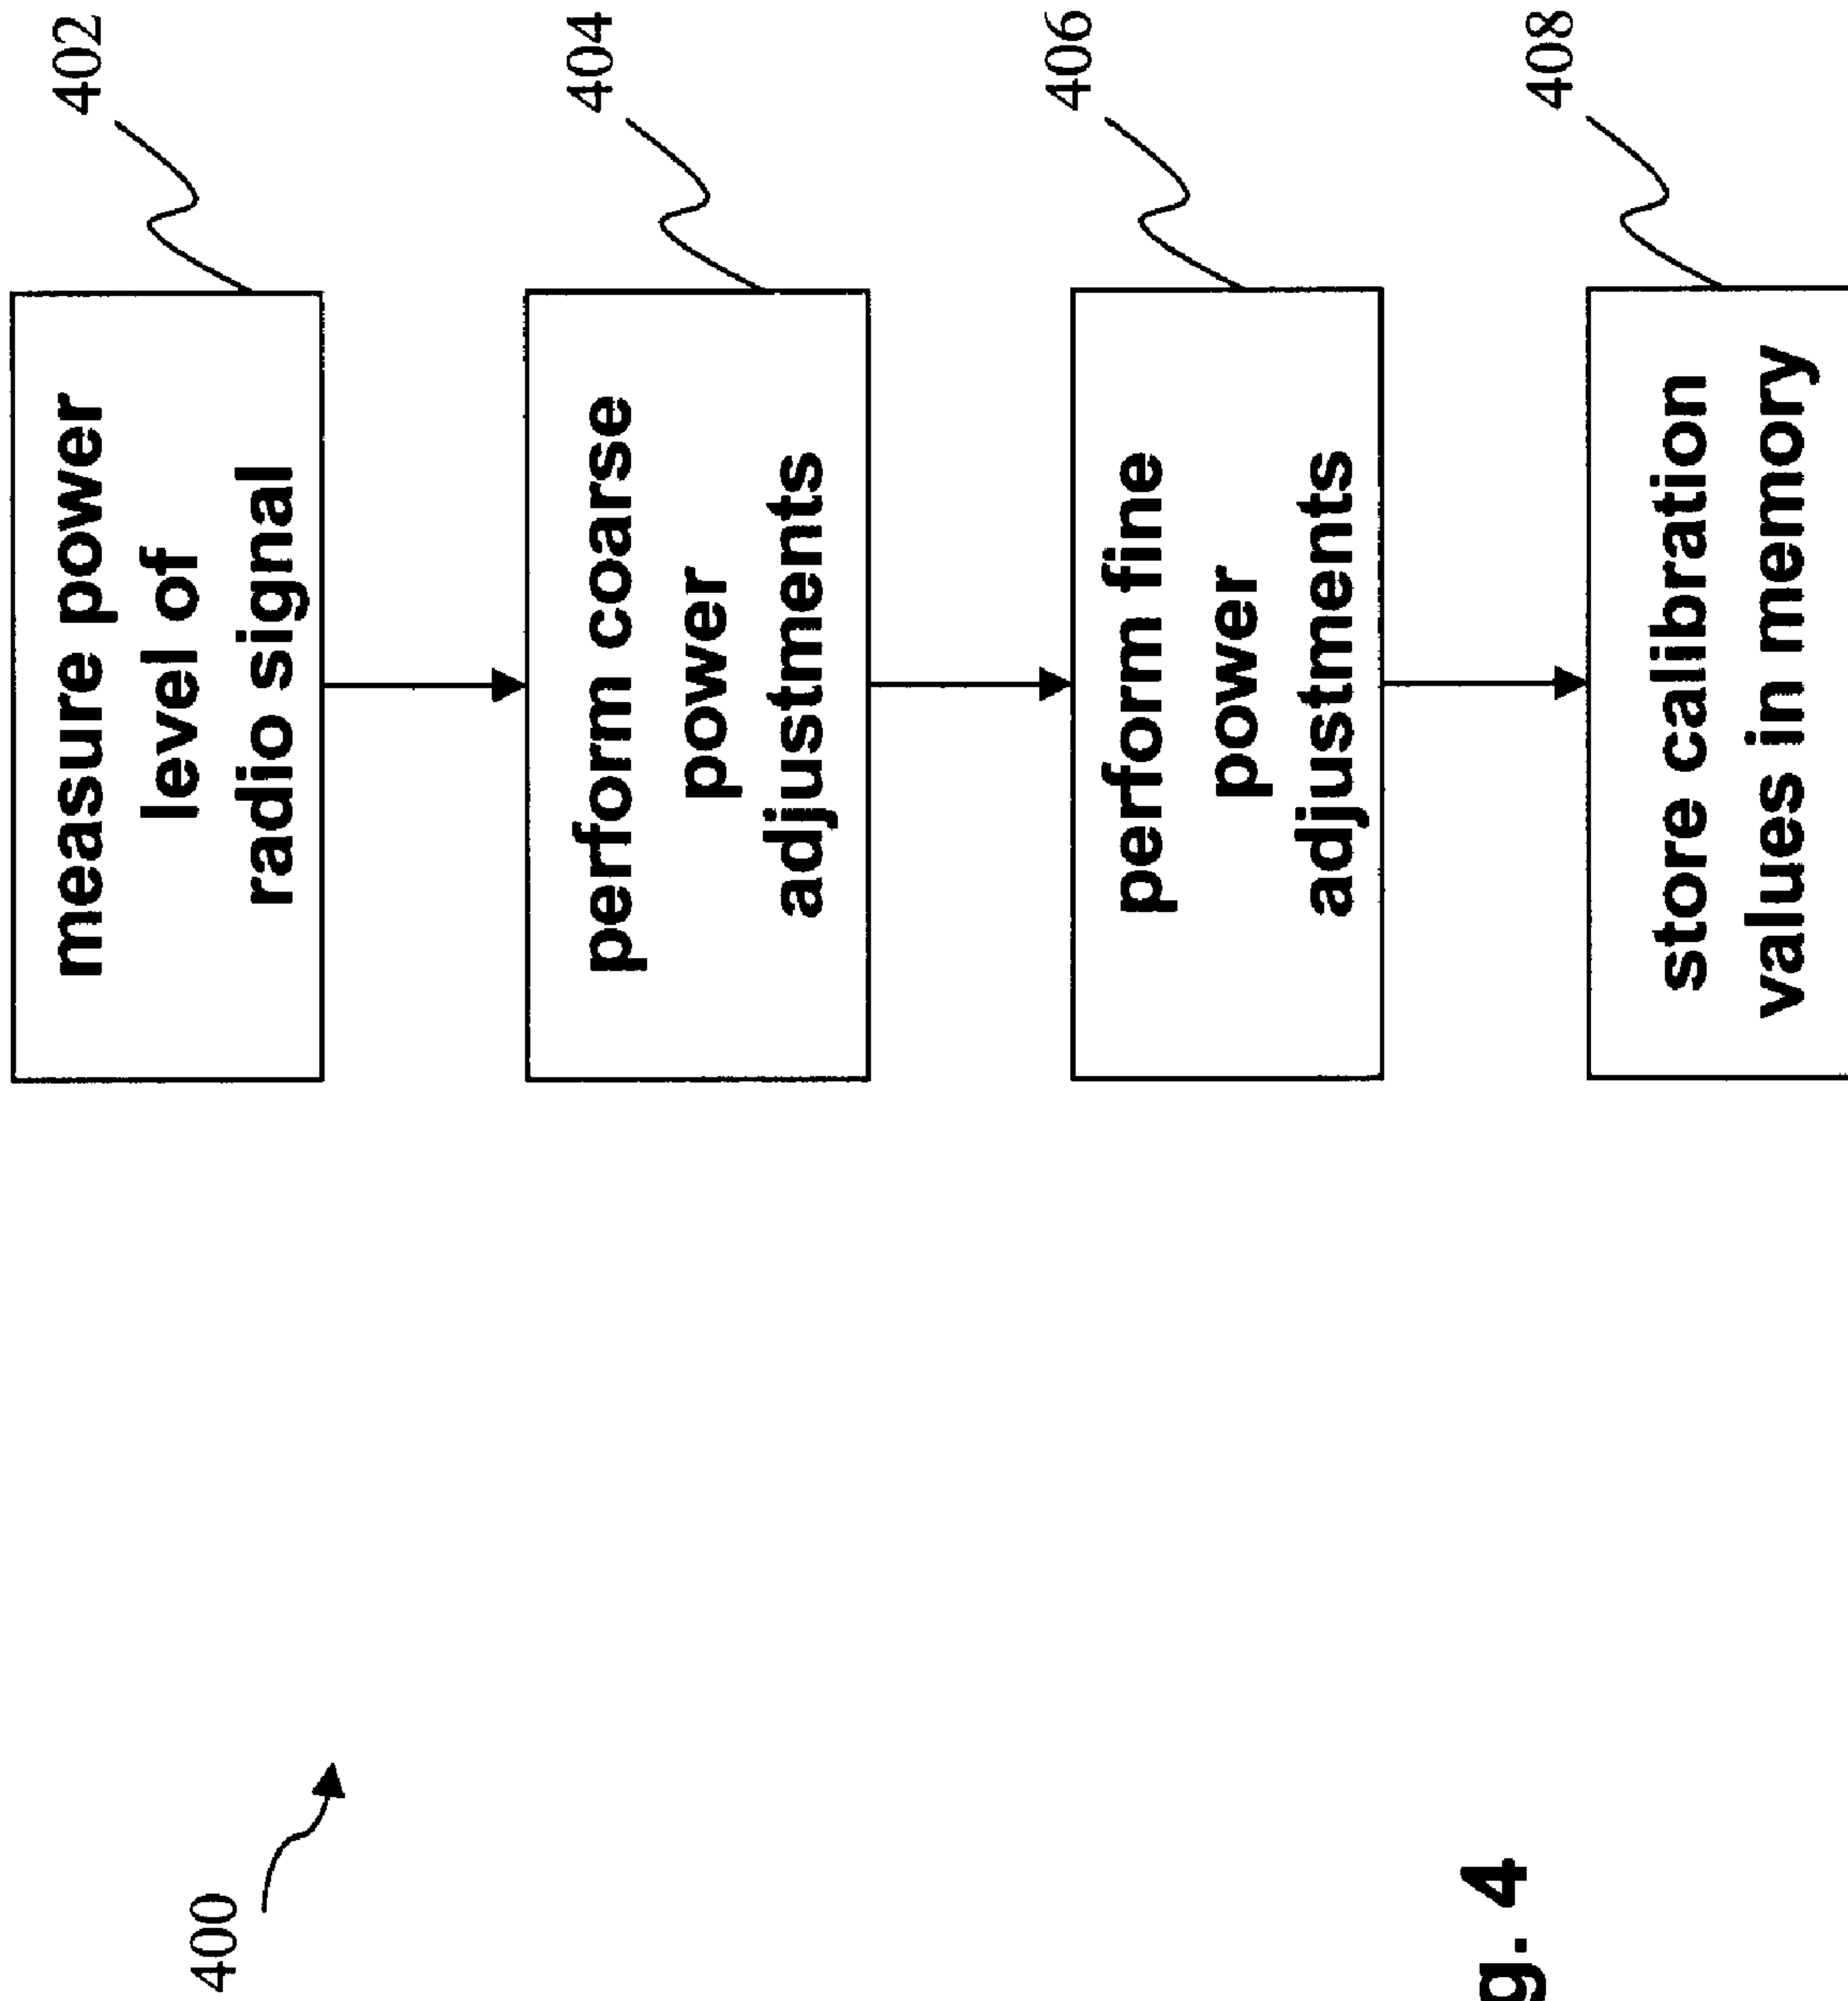 400
measure power
level of
radio signal
402
perform coarse
power
adjustments
404
perform fine
power
adjustments
406
store calibration
values in memory
408
g. 4